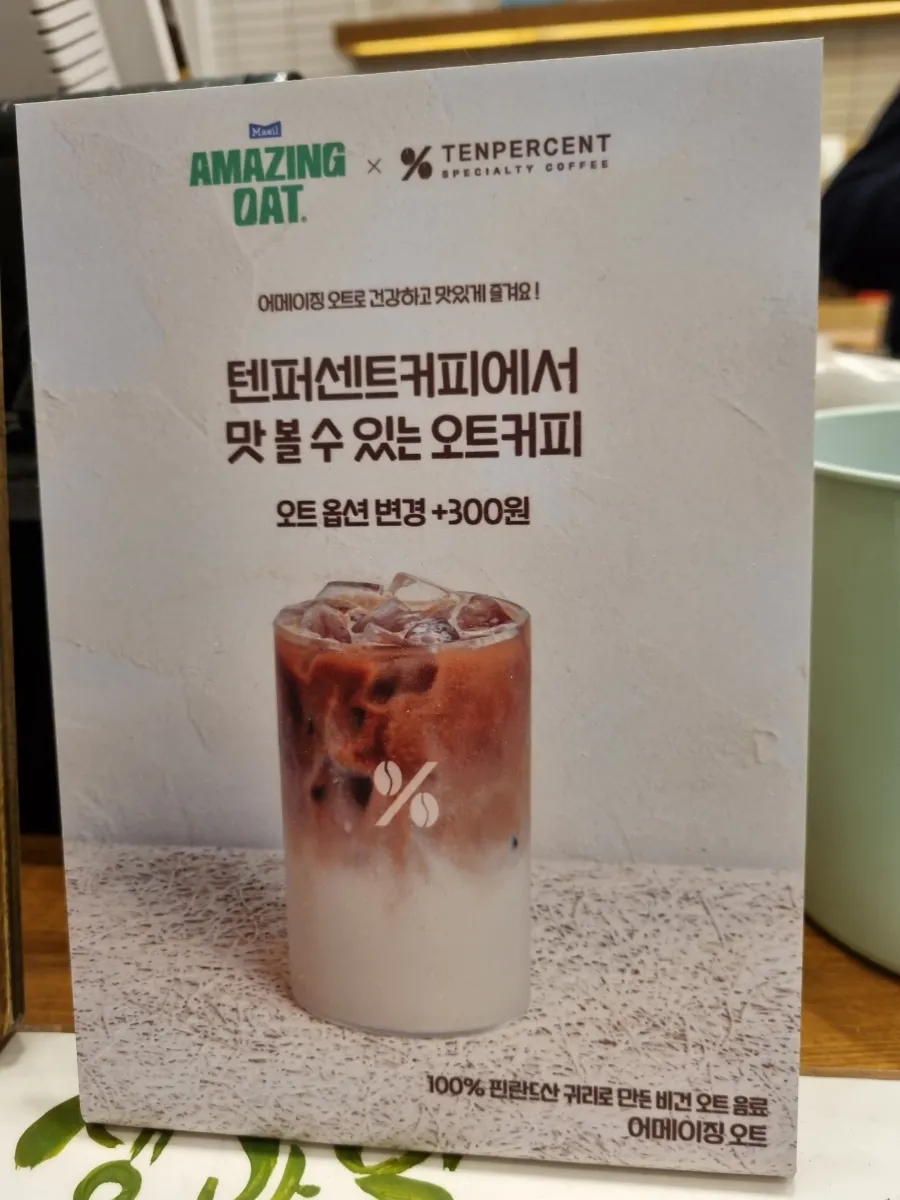 Maeil
AMAZING
OAT.
×
% TENPERCENT
SPECIALTY COFFEE
어메이징 오트로 건강하고 맛있게 즐겨요!
텐퍼센트커피에서
맛 볼 수 있는 오트커피
오트 옵션 변경 +300원
%
100% 핀란드산 귀리로 만든 비건 오트 음료
어메이징 오트